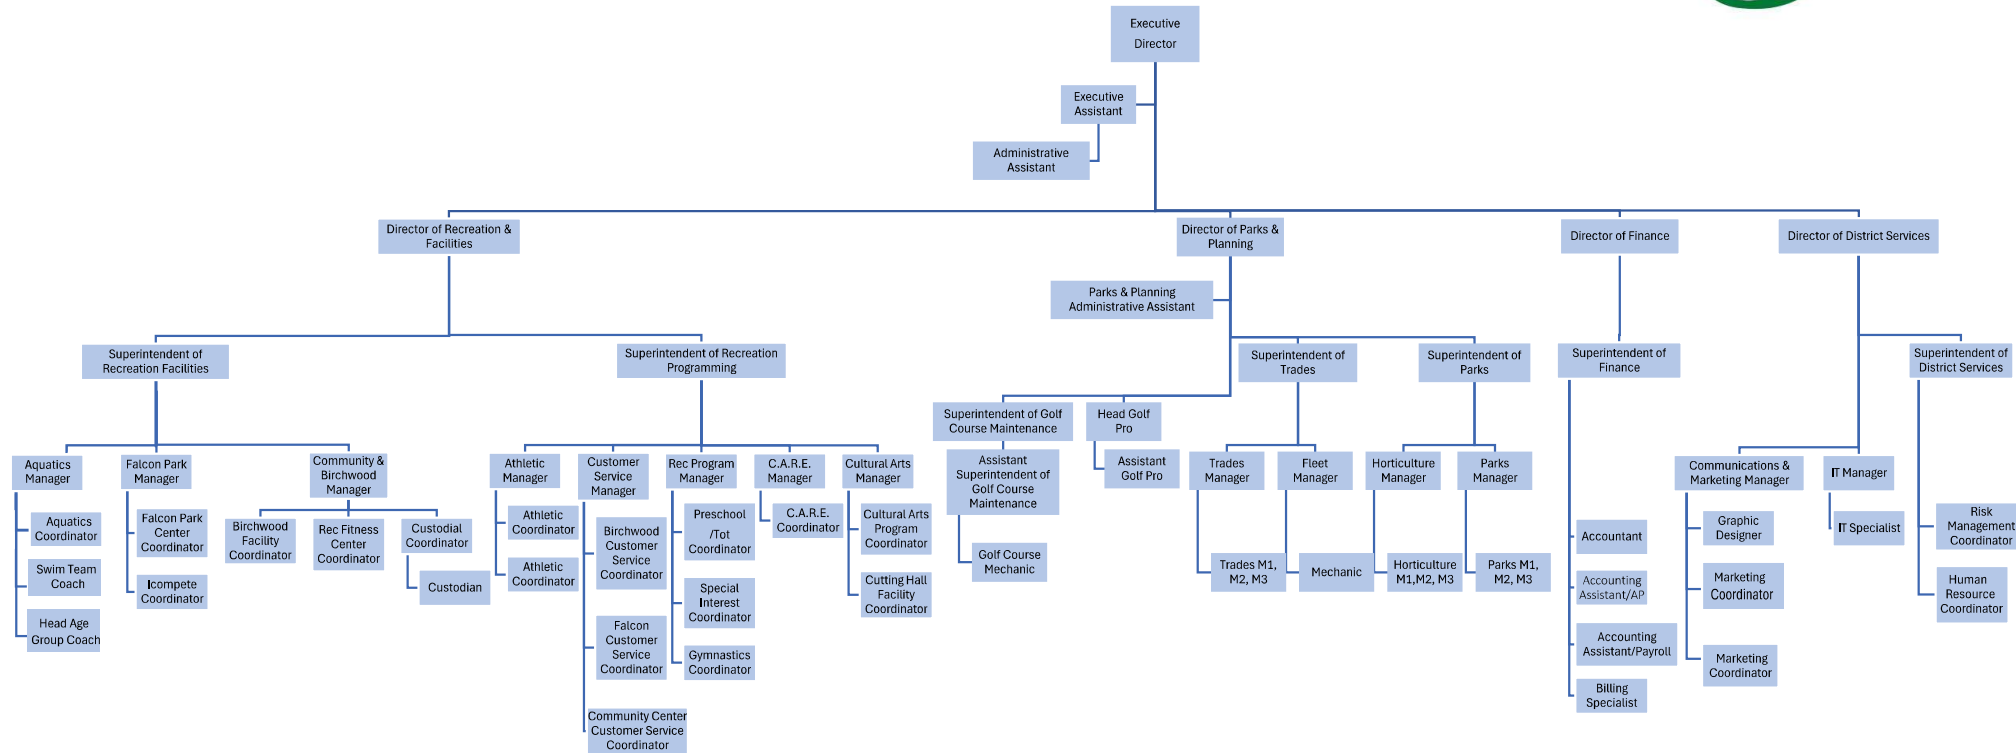 Executive
Director
Executive
Assistant
Administrative
Assistant
Director of Recreation &
Facilities
Director of Parks &
Planning
Director of Finance
Director of District Services
Parks & Planning
Administrative Assistant
Superintendent of
Recreation Facilities
Superintendent of Recreation
Programming
Superintendent of
Trades
Superintendent of
Parks
Superintendent of
Finance
Superintendent of
District Services
Superintendent of Golf
Course Maintenance
Head Golf
Pro
Aquatics
Manager
Falcon Park
Manager
Community &
Birchwood
Manager
Athletic
Manager
Customer
Service
Manager
Rec Program
Manager
C.A.R.E.
Manager
Cultural Arts
Manager
Assistant
Superintendent of
Golf Course
Maintenance
Assistant
Golf Pro
Trades
Manager
Fleet
Manager
Horticulture
Manager
Parks
Manager
Communications &
Marketing Manager
IT Manager
Aquatics
Coordinator
Swim Team
Coach
Head Age
Group Coach
Falcon Park
Center
Coordinator
Icompete
Coordinator
Birchwood
Facility
Coordinator
Rec Fitness
Center
Coordinator
Custodial
Coordinator
Custodian
Athletic
Coordinator
Athletic
Coordinator
Birchwood
Customer
Service
Coordinator
Falcon
Customer
Service
Coordinator
Community Center
Customer Service
Coordinator
Preschool
/Tot
Coordinator
Special
Interest
Coordinator
Gymnastics
Coordinator
C.A.R.E.
Coordinator
Cultural Arts
Program
Coordinator
Cutting Hall
Facility
Coordinator
Golf Course
Mechanic
Trades M1,
M2, M3
Mechanic
Horticulture
M1,M2, M3
Parks M1,
M2, M3
Accountant
Accounting
Assistant/AP
Accounting
Assistant/Payroll
Billing
Specialist
Graphic
Designer
Marketing
Coordinator
Marketing
Coordinator
IT Specialist
Risk
Management
Coordinator
Human
Resource
Coordinator